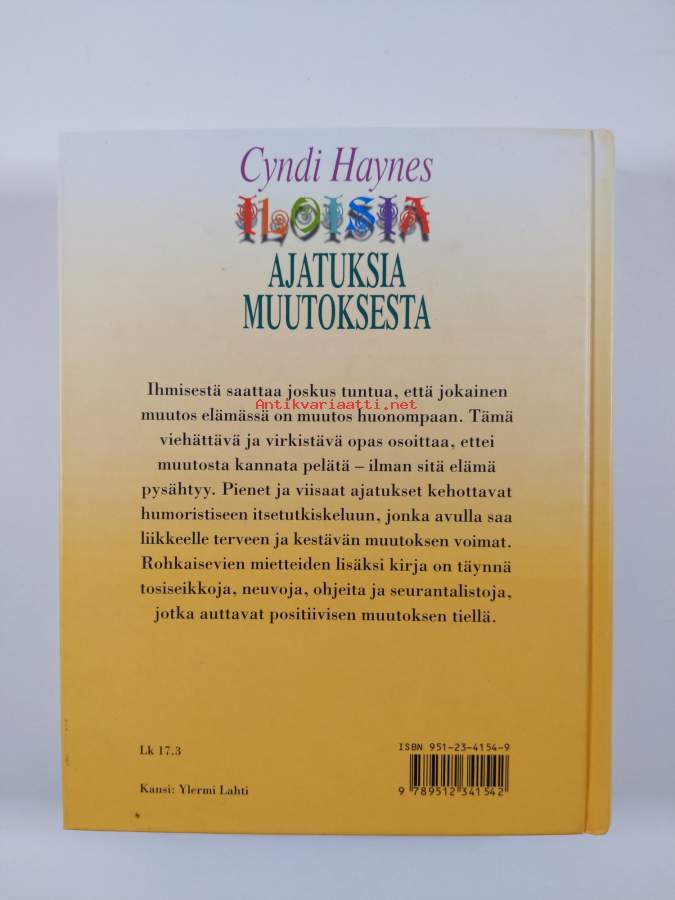 Cyndi Haynes
ILOISIA
AJATUKSIA
MUUTOKSESTA
Ihmisestä saattaa joskus tuntua, että jokainen
Antikvariaatti.net
muutos elämässä on muutos huonompaan. Tämä
viehättävä ja virkistävä opas osoittaa, ettei
muutosta kannata pelätä – ilman sitä elämä
pysähtyy. Pienet ja viisaat ajatukset kehottavat
humoristiseen itsetutkiskeluun, jonka avulla saa
liikkeelle terveen ja kestävän muutoksen voimat.
Rohkaisevien mietteiden lisäksi kirja on täynnä
tosiseikkoja, neuvoja, ohjeita ja seurantalistoja,
jotka auttavat positiivisen muutoksen tiellä.
Lk 17.3
ISBN 951-23-4154-9
Kansi: Ylermi Lahti
9 789512 341542